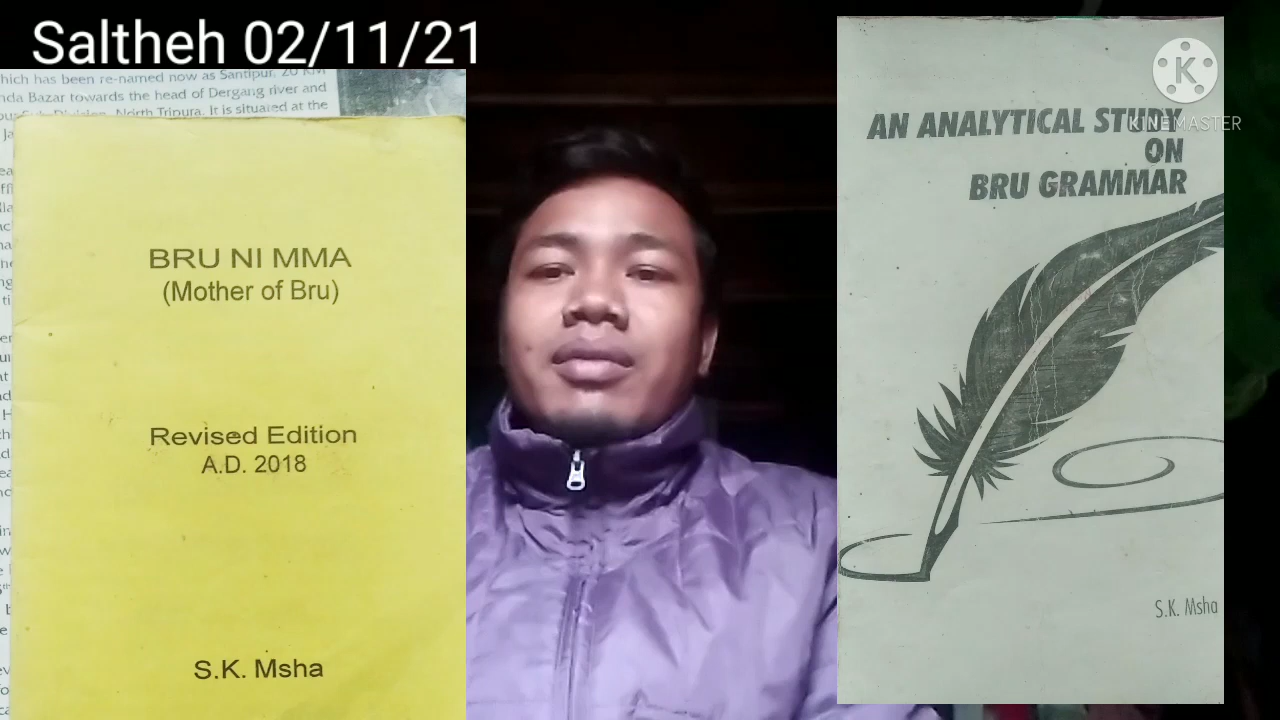 Saltheh 02/11/21
hich has been re-named now as Santipur. 20 KM
nda Bazar towards the head of Dergang river and
North Tripura. It is situated at the
BRU NI MMA
(Mother of Bru)
Revised Edition
A.D. 2018
S.K. Msha
K
KINEMASTER
AN ANALYTICAL STUDY
ON
BRU GRAMMAR
S.K. Msha